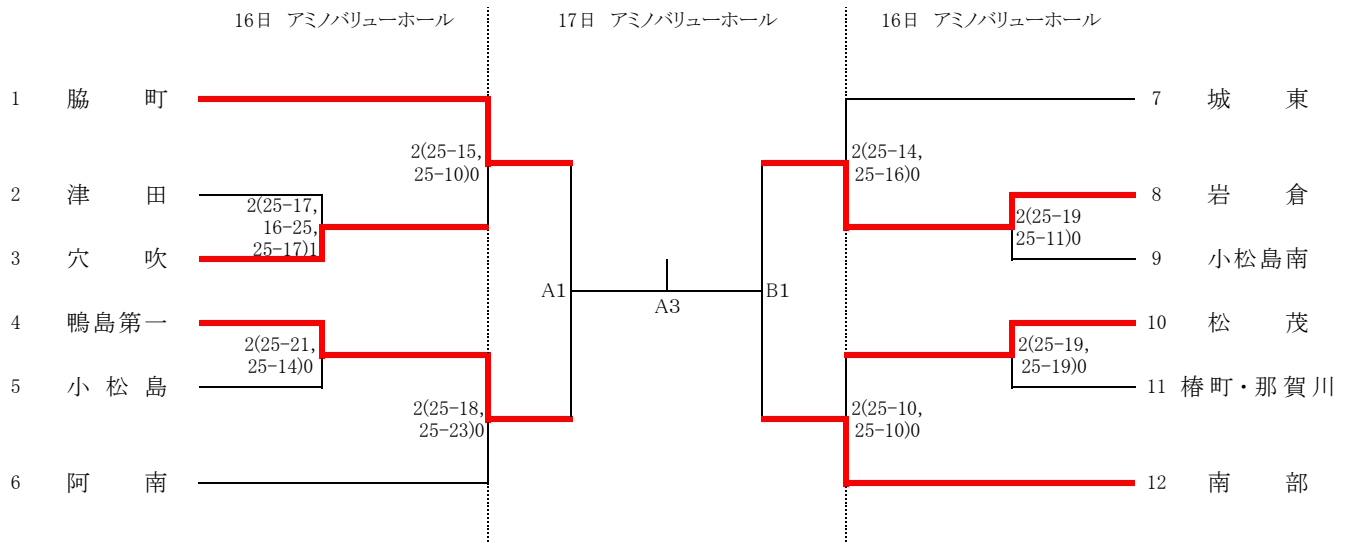 16日 アミノバリューホール
17日 アミノバリューホール
16日 アミノバリューホール
1 脇町
2 津田
3 穴吹
4 鴨島第一
5 小松島
6 阿南
2(25-15,
25-10)0
2(25-17,
16-25,
25-17)1
2(25-21,
25-14)0
2(25-18,
25-23)0
A1
A3
B1
2(25-14,
25-16)0
2(25-19
25-11)0
2(25-19,
25-19)0
2(25-10,
25-10)0
7 城東
8 岩倉
9 小松島南
10 松茂
11 椿町・那賀川
12 南部